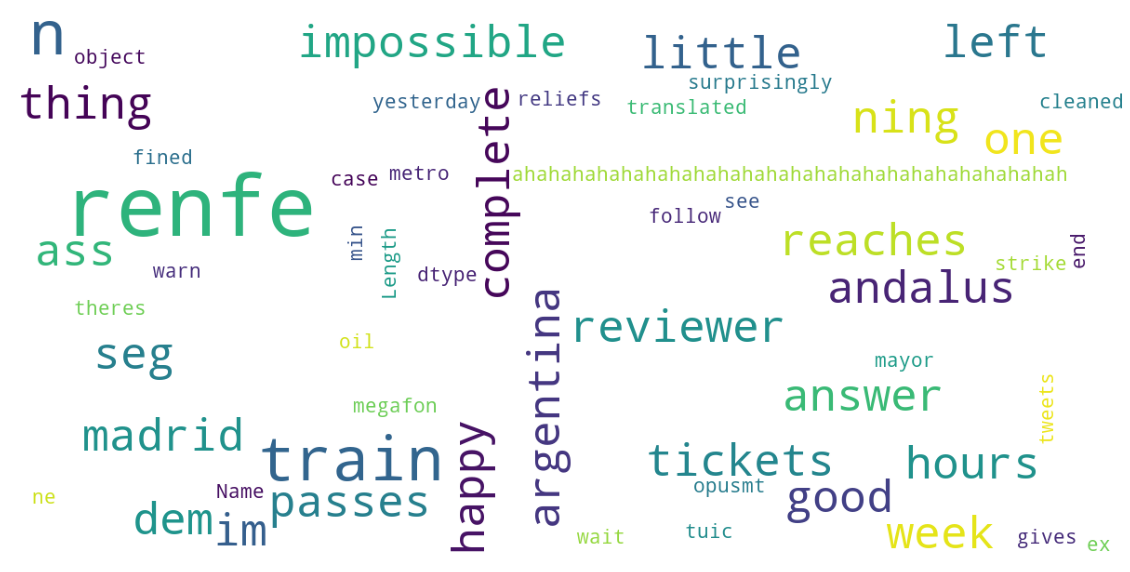 n
object
impossible
little
left
thing
yesterday
complete
reliefs
surprisingly
translated
cleaned
ning
one
fined
renfe
case
metro
ahahahahahahahahahahahahahahahahahahahahahahah
see
follow
ass
warn
min
Length
dtype
reaches
strike
end
andalus
theres
argentina
reviewer
seg
oil
mayor
megafon
answer
tweets
madrid
train
happy
tickets
hours
ne
Name
passes
opusmt
good
dem
im
wait
tuic
week
gives
ex